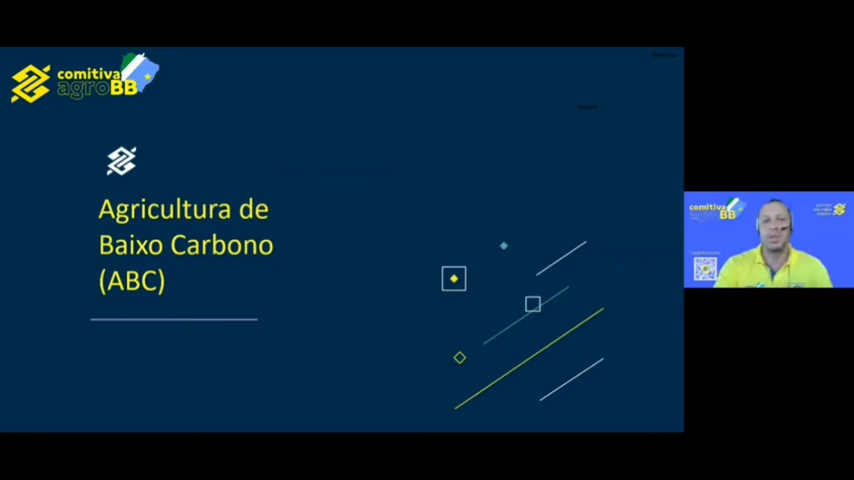 comitiva
agroBB
Agricultura de
Baixo Carbono
(ABC)
comitiva
agroBB